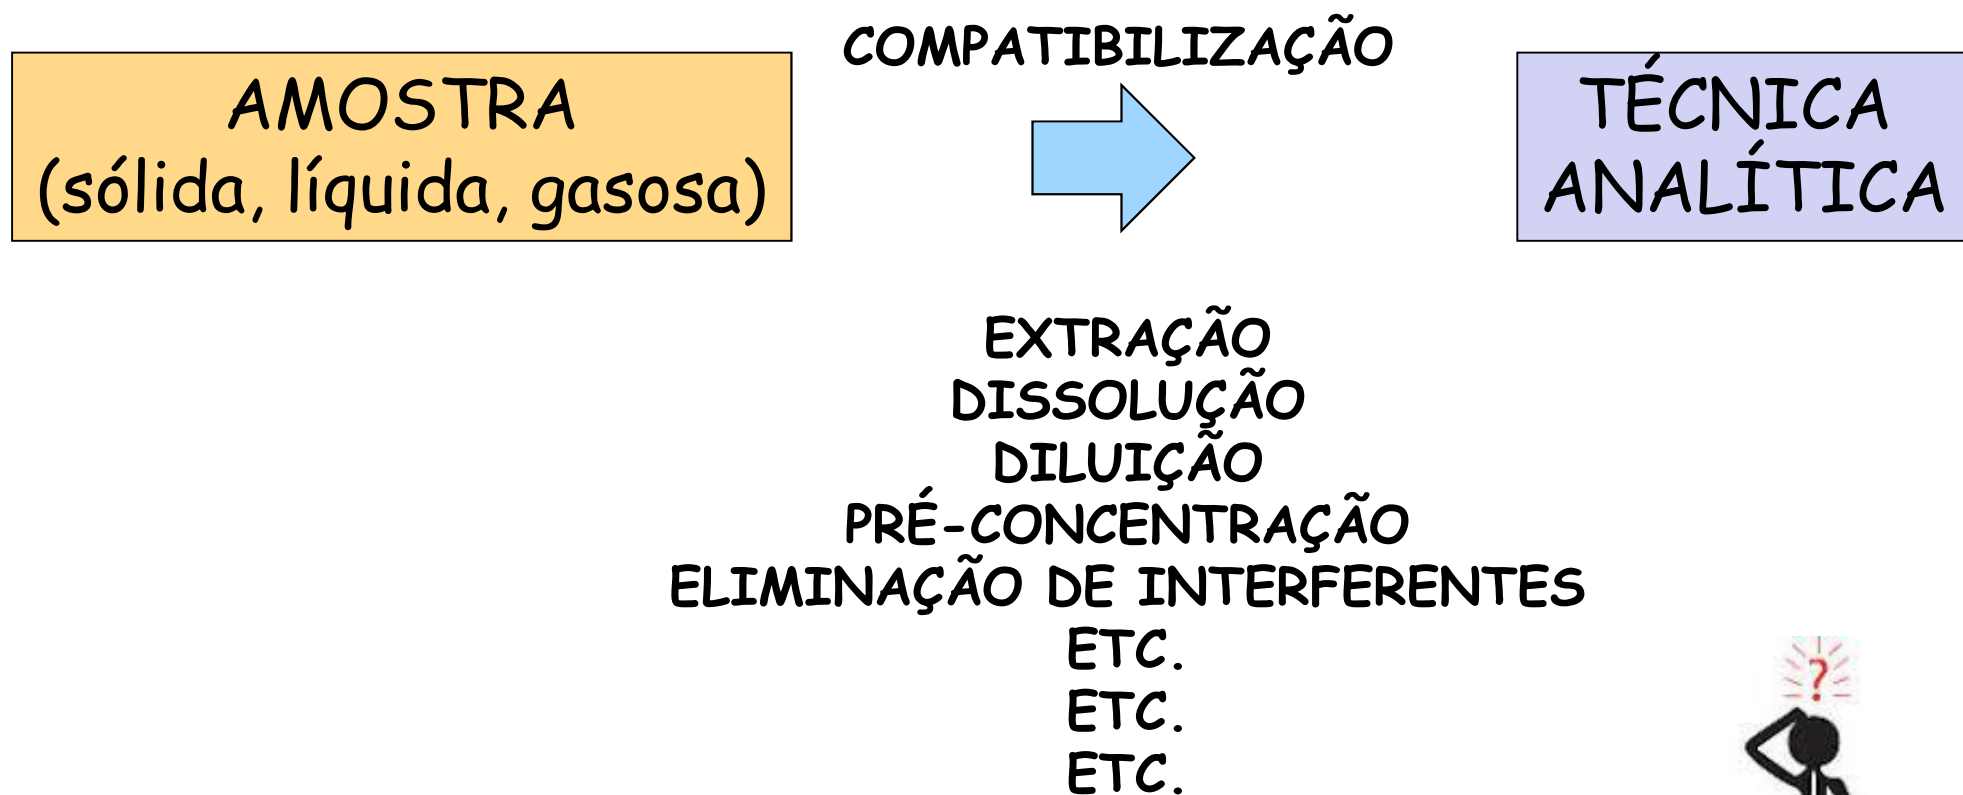 COMPATIBILIZAÇÃO
AMOSTRA
(sólida, líquida, gasosa)
TÉCNICA
ANALÍTICA
EXTRAÇÃO
DISSOLUÇÃO
DILUIÇÃO
PRÉ-CONCENTRAÇÃO
ELIMINAÇÃO DE INTERFERENTES
ETC.
ETC.
ETC.
?